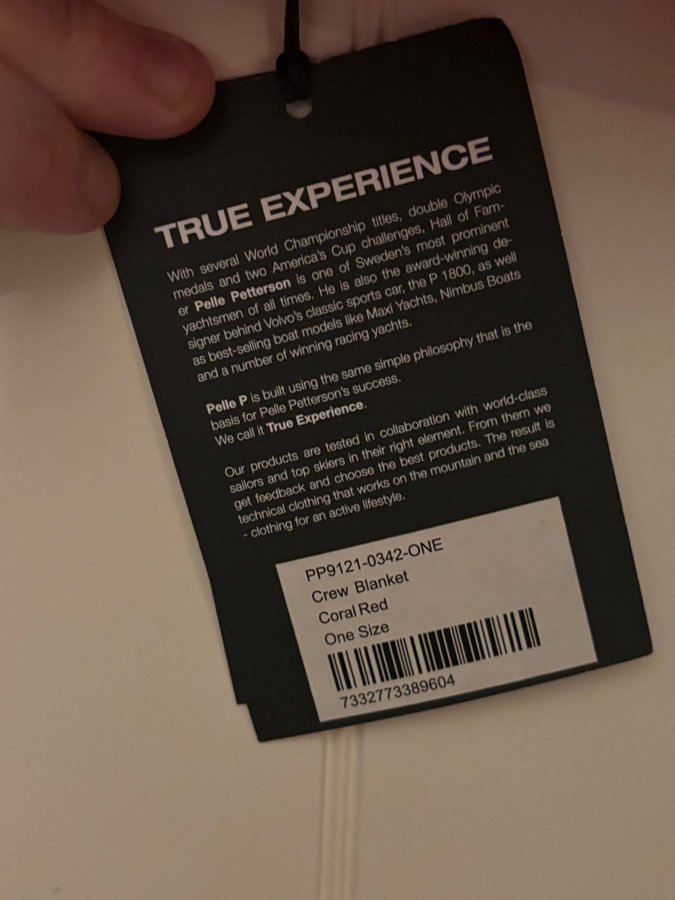 TRUE EXPERIENCE
With several World Championship titles, double Olympic
medals and two America's Cup challenges, Hall of Fam-
er Pelle Petterson is one of Sweden's most prominent
yachtsmen of all times. He is also the award-winning de-
signer behind Volvo's classic sports car, the P 1800, as well
as best-selling boat models like Maxi Yachts, Nimbus Boats
and a number of winning racing yachts.
Pelle P is built using the same simple philosophy that is the
basis for Pelle Petterson's success.
We call it True Experience.
Our products are tested in collaboration with world-class
sailors and top skiers in their right element. From them we
get feedback and choose the best products. The result is
technical clothing that works on the mountain and the sea
- clothing for an active lifestyle.
PP9121-0342-ONE
Crew Blanket
Coral Red
One Size
7332773389604